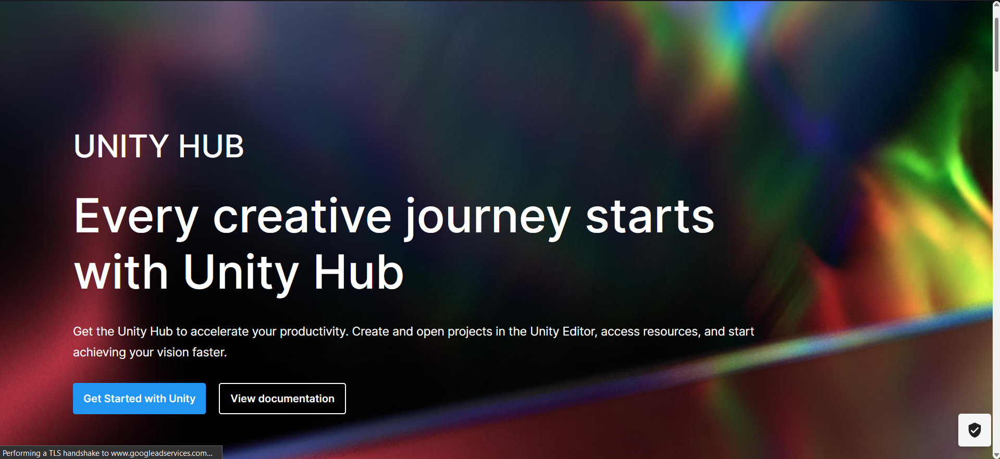 UNITY HUB
Every creative journey starts
with Unity Hub
Get the Unity Hub to accelerate your productivity. Create and open projects in the Unity Editor, access resources, and start
achieving your vision faster.
Get Started with Unity
View documentation
Performing a TLS handshake to www.googleadservices.com...